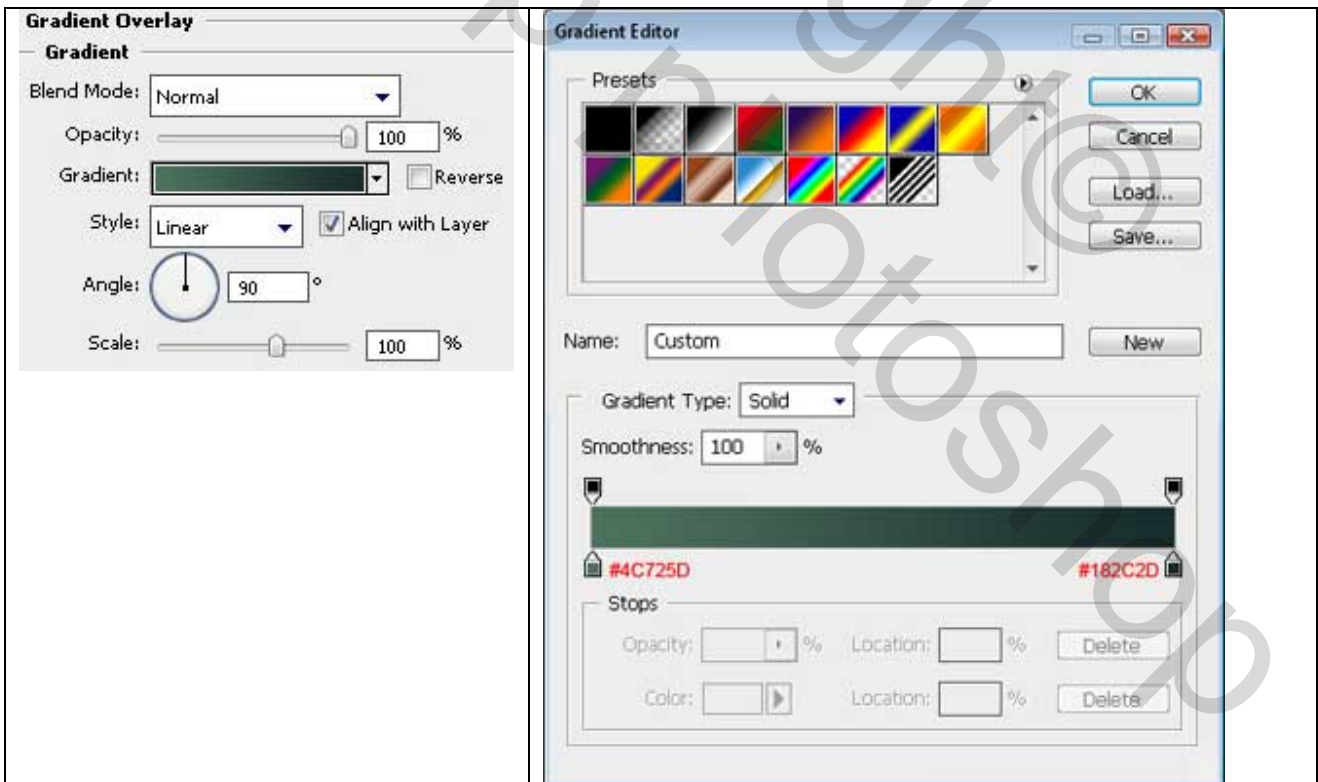 Gradient Overlay
Gradient
Blend Mode: Normal
Opacity: 100 %
Gradient: Reverse
Style: Linear Align with Layer
Angle: 90 °
Scale: 100 %
Gradient Editor
Presets
OK
Cancel
Load...
Save...
Name: Custom New
Gradient Type: Solid
Smoothness: 100 %
#4C725D #182C2D
Stops
Opacity: % Location: % Delete
Color: Location: % Delete
photoshop